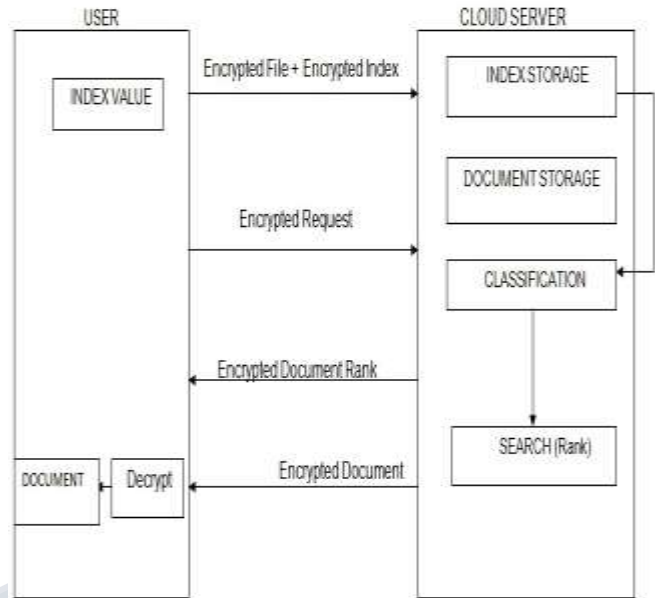 USER
CLOUD SERVER
Encrypted File + Encrypted Index
INDEX VALUE
INDEX STORAGE
DOCUMENT STORAGE
Encrypted Request
CLASSIFICATION
Encrypted Document Rank
SEARCH (Rank)
Encrypted Document
DOCUMENT
Decrypt